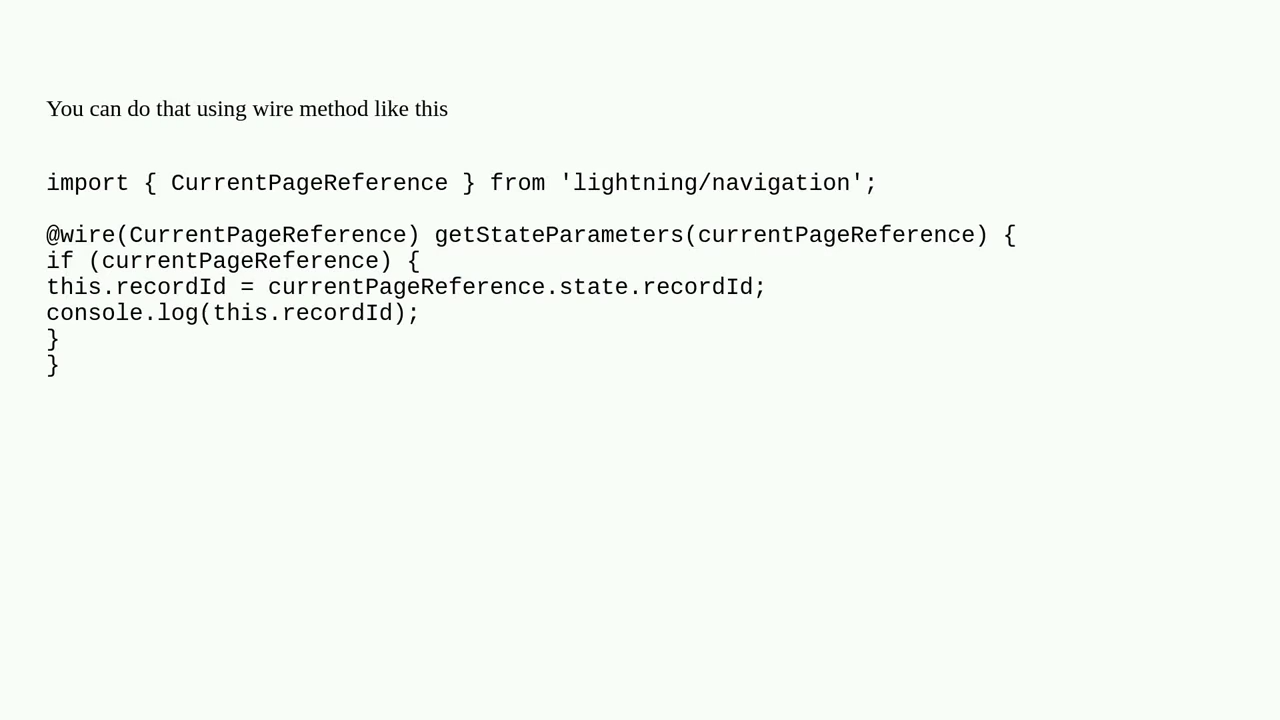 You can do that using wire method like this
import { CurrentPageReference } from 'lightning/navigation';
@wire(CurrentPageReference) getStateParameters(currentPageReference) {
if (currentPageReference) {
this.recordId = currentPageReference.state.recordId;
console.log(this.recordId);
}
}